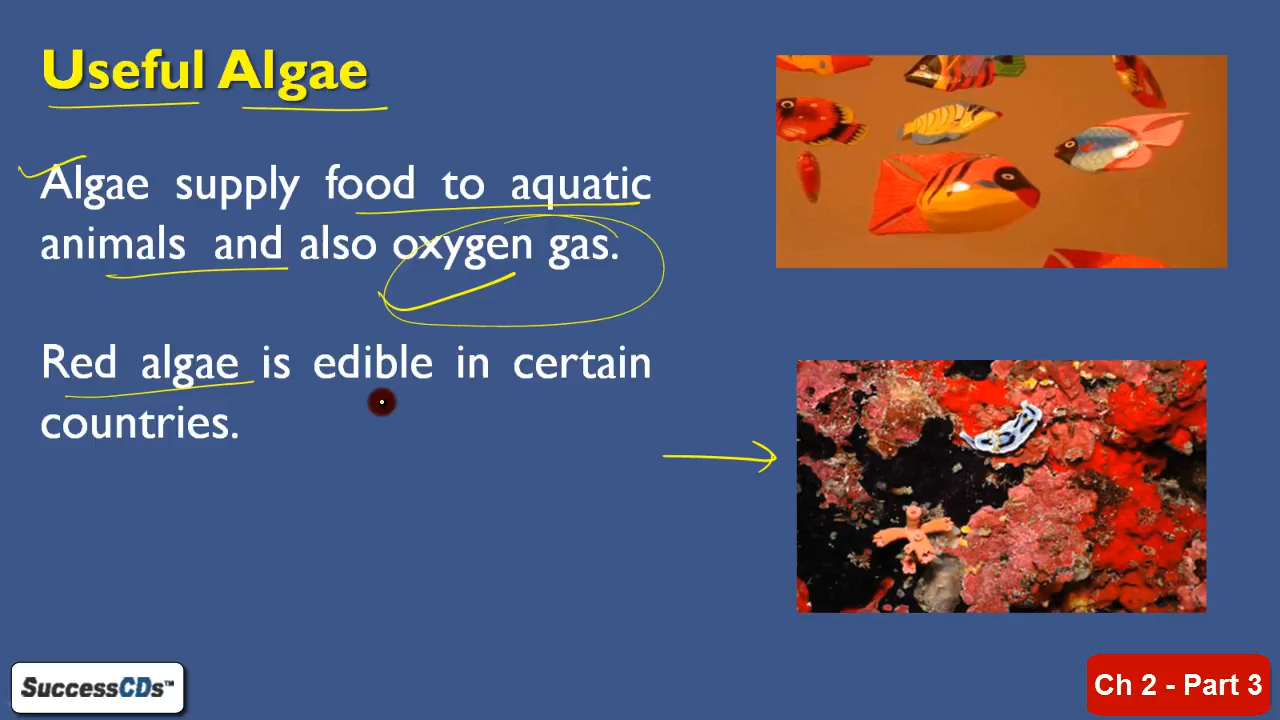 Useful Algae
Algae supply food to aquatic
animals and also oxygen gas.
Red algae is edible in certain
countries.
SuccessCDs™
Ch 2 - Part 3